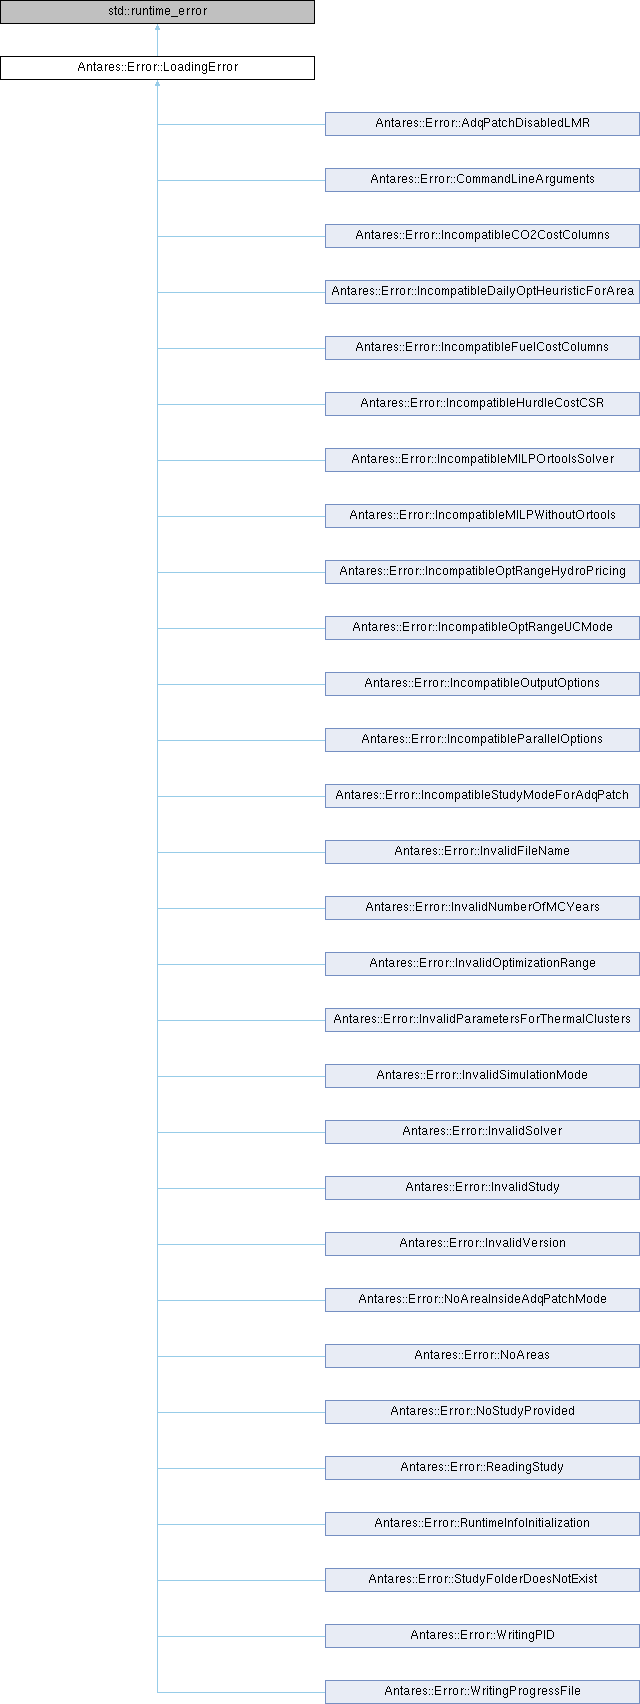 std::runtime_error
Antares::Error::LoadingError
Antares::Error::AdqPatchDisabledLMR
Antares::Error::CommandLineArguments
Antares::Error::IncompatibleCO2CostColumns
Antares::Error::IncompatibleDailyOptHeuristicForArea
Antares::Error::IncompatibleFuelCostColumns
Antares::Error::IncompatibleHurdleCostCSR
Antares::Error::IncompatibleMILPOrtoolsSolver
Antares::Error::IncompatibleMILPWithoutOrtools
Antares::Error::IncompatibleOptRangeHydroPricing
Antares::Error::IncompatibleOptRangeUCMode
Antares::Error::IncompatibleOutputOptions
Antares::Error::IncompatibleParallelOptions
Antares::Error::IncompatibleStudyModeForAdqPatch
Antares::Error::InvalidFileName
Antares::Error::InvalidNumberOfMCYears
Antares::Error::InvalidOptimizationRange
Antares::Error::InvalidParametersForThermalClusters
Antares::Error::InvalidSimulationMode
Antares::Error::InvalidSolver
Antares::Error::InvalidStudy
Antares::Error::InvalidVersion
Antares::Error::NoAreaInsideAdqPatchMode
Antares::Error::NoAreas
Antares::Error::NoStudyProvided
Antares::Error::ReadingStudy
Antares::Error::RuntimeInfoInitialization
Antares::Error::StudyFolderDoesNotExist
Antares::Error::WritingPID
Antares::Error::WritingProgressFile